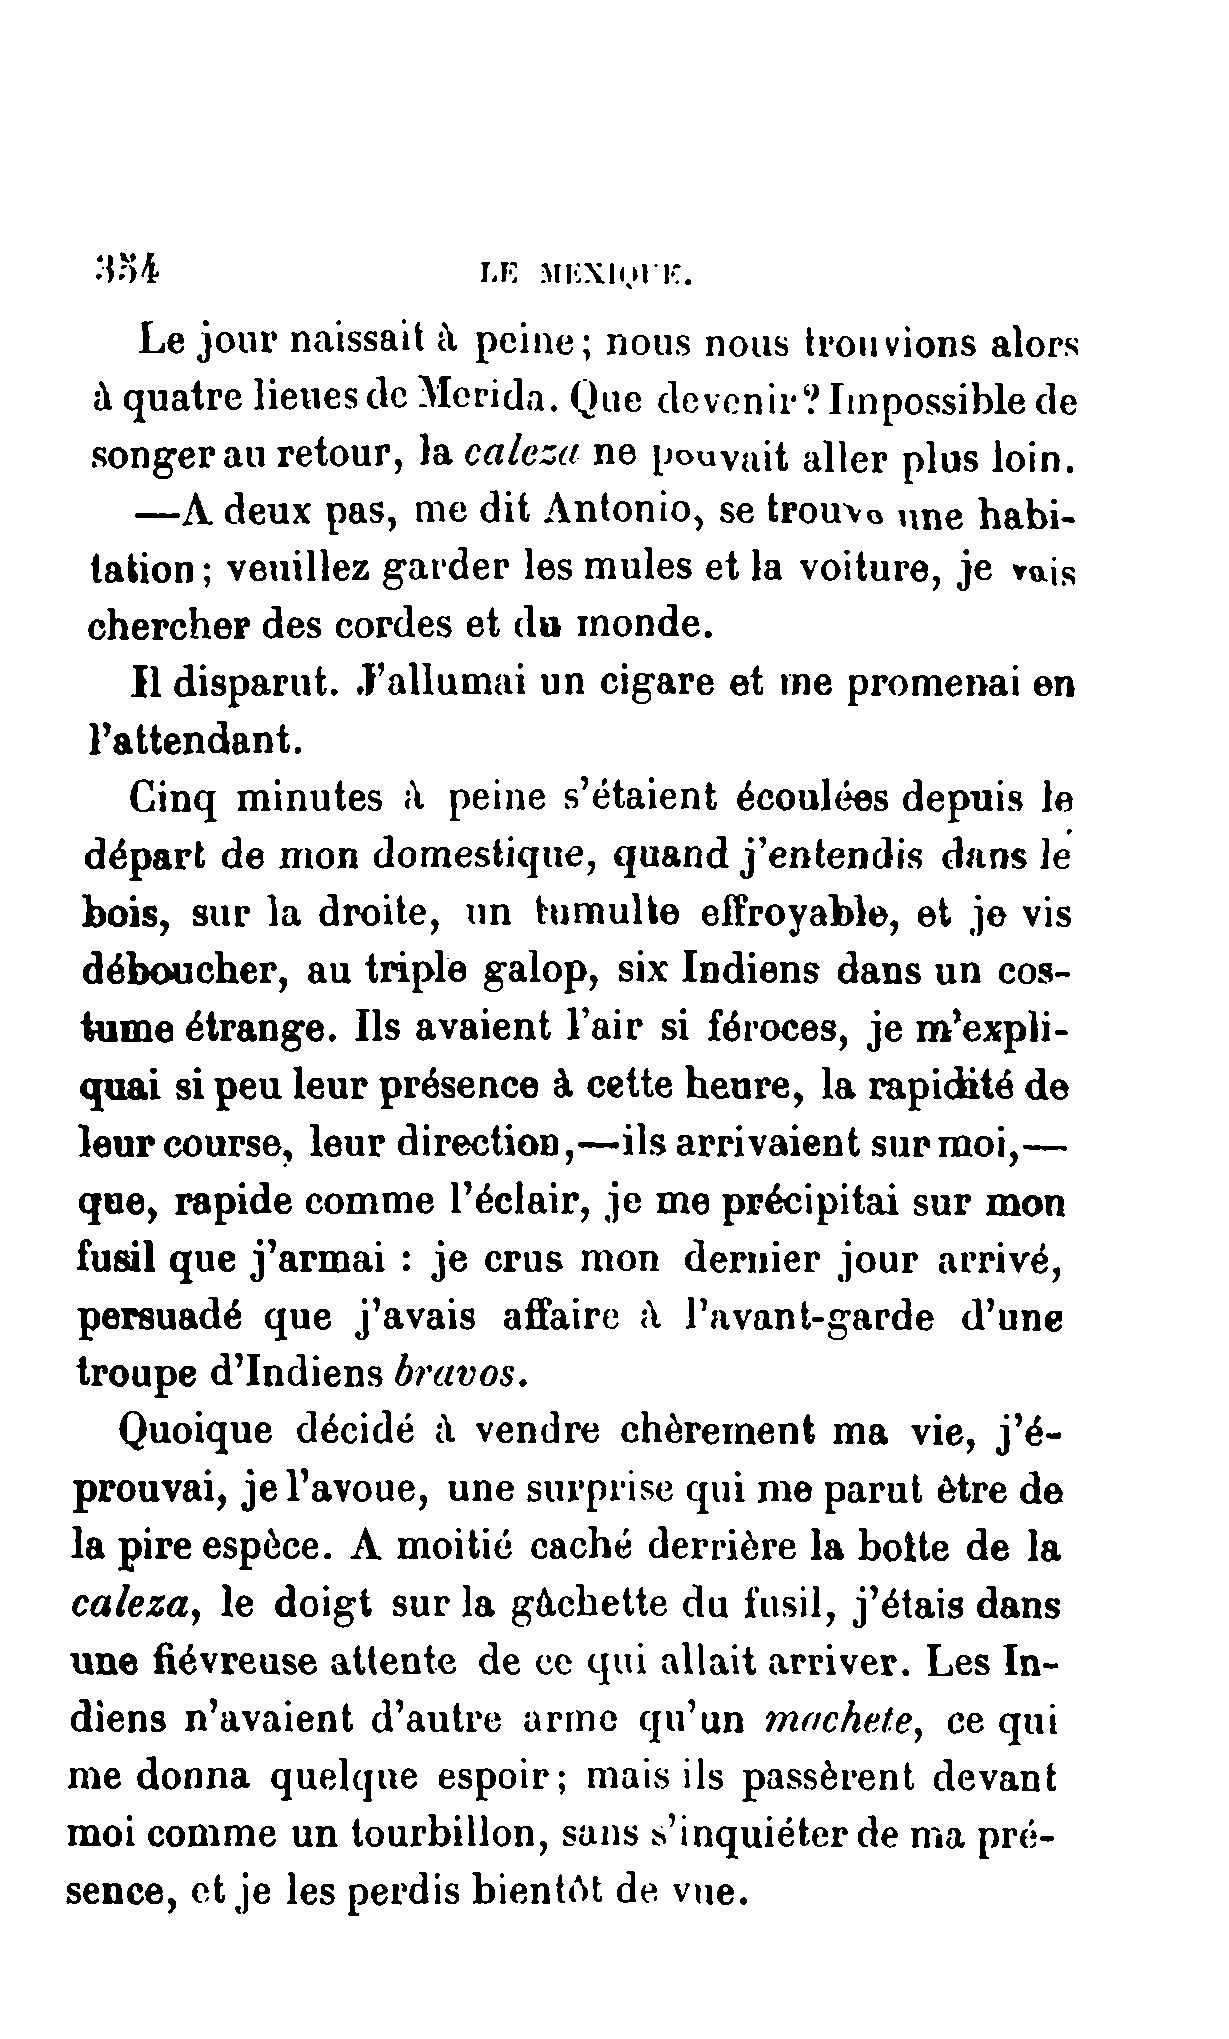 354 LE MEXIQUE.
Le jour naissait à peine; nous nous trouvions alors
à quatre lieues de Merida. Que devenir? Impossible de
songer au retour, la caleza ne pouvait aller plus loin.
—A deux pas, me dit Antonio, se trouve une habi-
tation; veuillez garder les mules et la voiture, je vais
chercher des cordes et du monde.
Il disparut. J'allumai un cigare et me promenai en
l'attendant.
Cinq minutes à peine s'étaient écoulées depuis le
départ de mon domestique, quand j'entendis dans le
bois, sur la droite, un tumulte effroyable, et je vis
déboucher, au triple galop, six Indiens dans un cos-
tume étrange. Ils avaient l'air si féroces, je m'expli-
quai si peu leur présence à cette heure, la rapidité de
leur course, leur direction,—ils arrivaient sur moi,—
que, rapide comme l'éclair, je me précipitai sur mon
fusil que j'armai : je crus mon dernier jour arrivé,
persuadé que j'avais affaire à l'avant-garde d'une
troupe d'Indiens bravos.
Quoique décidé à vendre chèrement ma vie, j'é-
prouvai, je l'avoue, une surprise qui me parut être de
la pire espèce. A moitié caché derrière la botte de la
caleza, le doigt sur la gâchette du fusil, j'étais dans
une fiévreuse attente de ce qui allait arriver. Les In-
diens n'avaient d'autre arme qu'un machete, ce qui
me donna quelque espoir; mais ils passèrent devant
moi comme un tourbillon, sans s'inquiéter de ma pré-
sence, et je les perdis bientôt de vue.